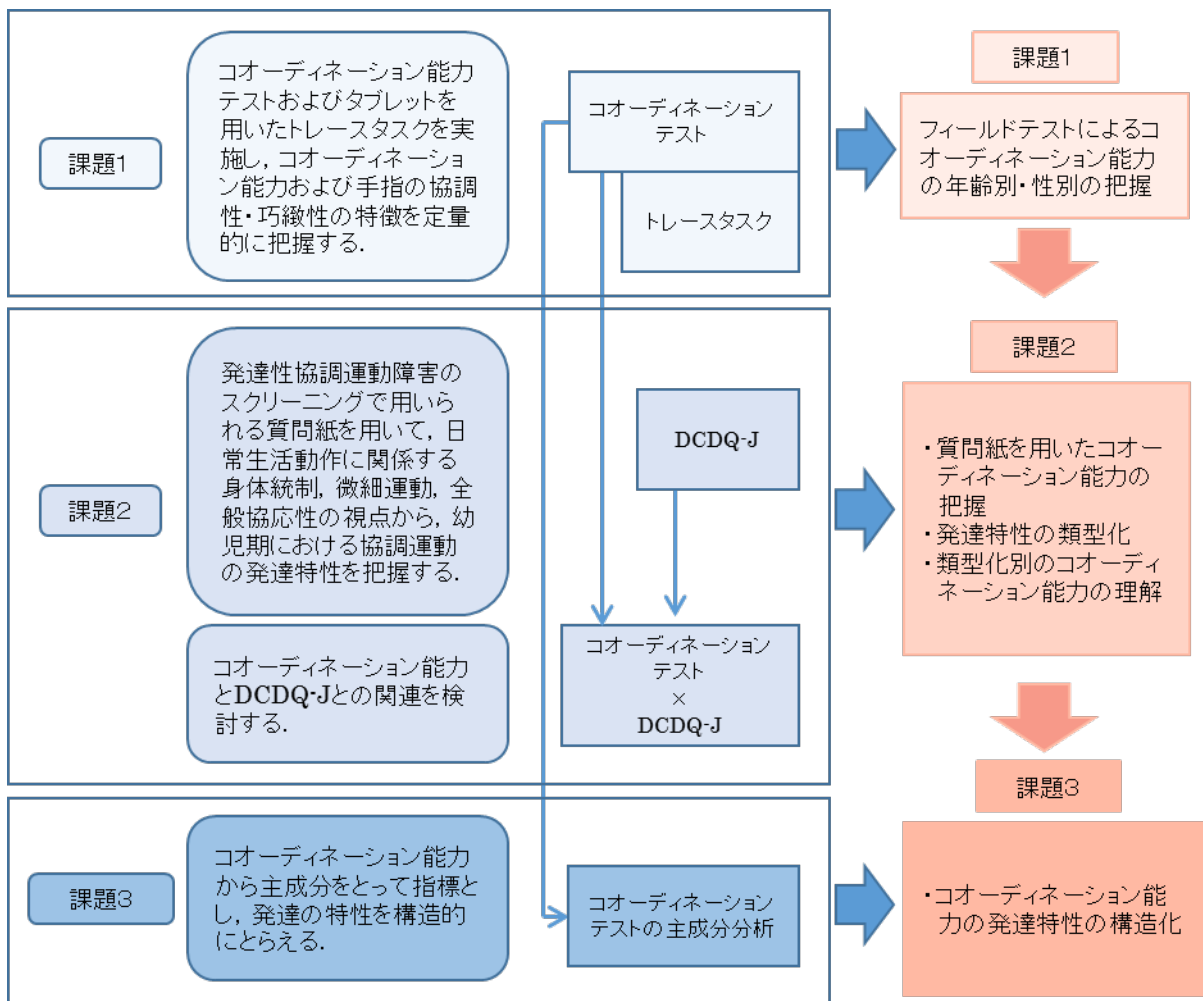 課題1
コオーディネーション能力
テストおよびタブレットを
用いたトレースタスクを実
施し，コオーディネーショ
ン能力および手指の協調
性・巧緻性の特徴を定量
的に把握する．
コオーディネーション
テスト
トレースタスク
課題1
フィールドテストによるコ
オーディネーション能力
の年齢別・性別の把握
課題2
発達性協調運動障害の
スクリーニングで用いら
れる質問紙を用いて，日
常生活動作に関係する
身体統制，微細運動，全
般協応性の視点から，幼
児期における協調運動
の発達特性を把握する．
コオーディネーション能力
とDCDQ-Jとの関連を検
討する．
DCDQ-J
コオーディネーション
テスト
×
DCDQ-J
課題2
・質問紙を用いたコオー
ディネーション能力の
把握
・発達特性の類型化
・類型化別のコオーディ
ネーション能力の理解
課題3
コオーディネーション能力
から主成分をとって指標と
し，発達の特性を構造的
にとらえる．
コオーディネーション
テストの主成分分析
課題3
・コオーディネーション能
力の発達特性の構造化